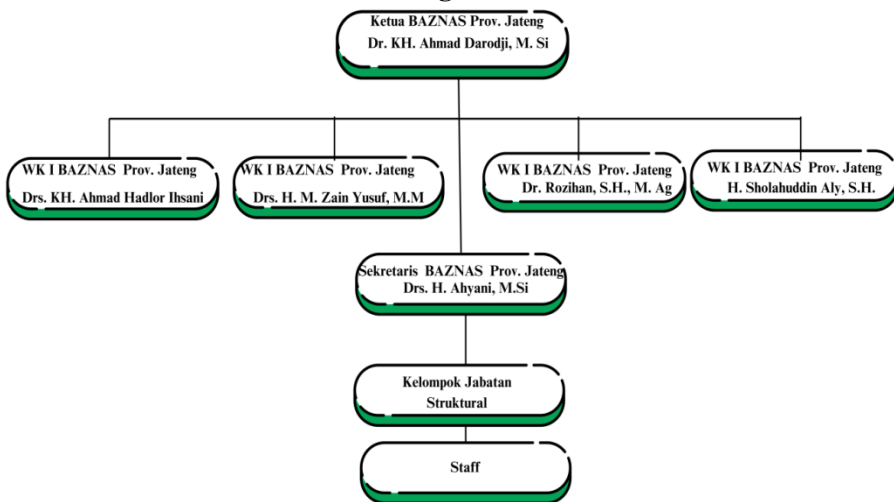 Ketua BAZNAS Prov. Jateng
Dr. KH. Ahmad Darodji, M. Si
WK I BAZNAS Prov. Jateng
Drs. KH. Ahmad Hadlor Ihsani
WK I BAZNAS Prov. Jateng
Drs. H. M. Zain Yusuf, M.M
WK I BAZNAS Prov. Jateng
Dr. Rozihan, S.H., M. Ag
WK I BAZNAS Prov. Jateng
H. Sholahuddin Aly, S.H.
Sekretaris BAZNAS Prov. Jateng
Drs. H. Ahyani, M.Si
Kelompok Jabatan
Struktural
Staff